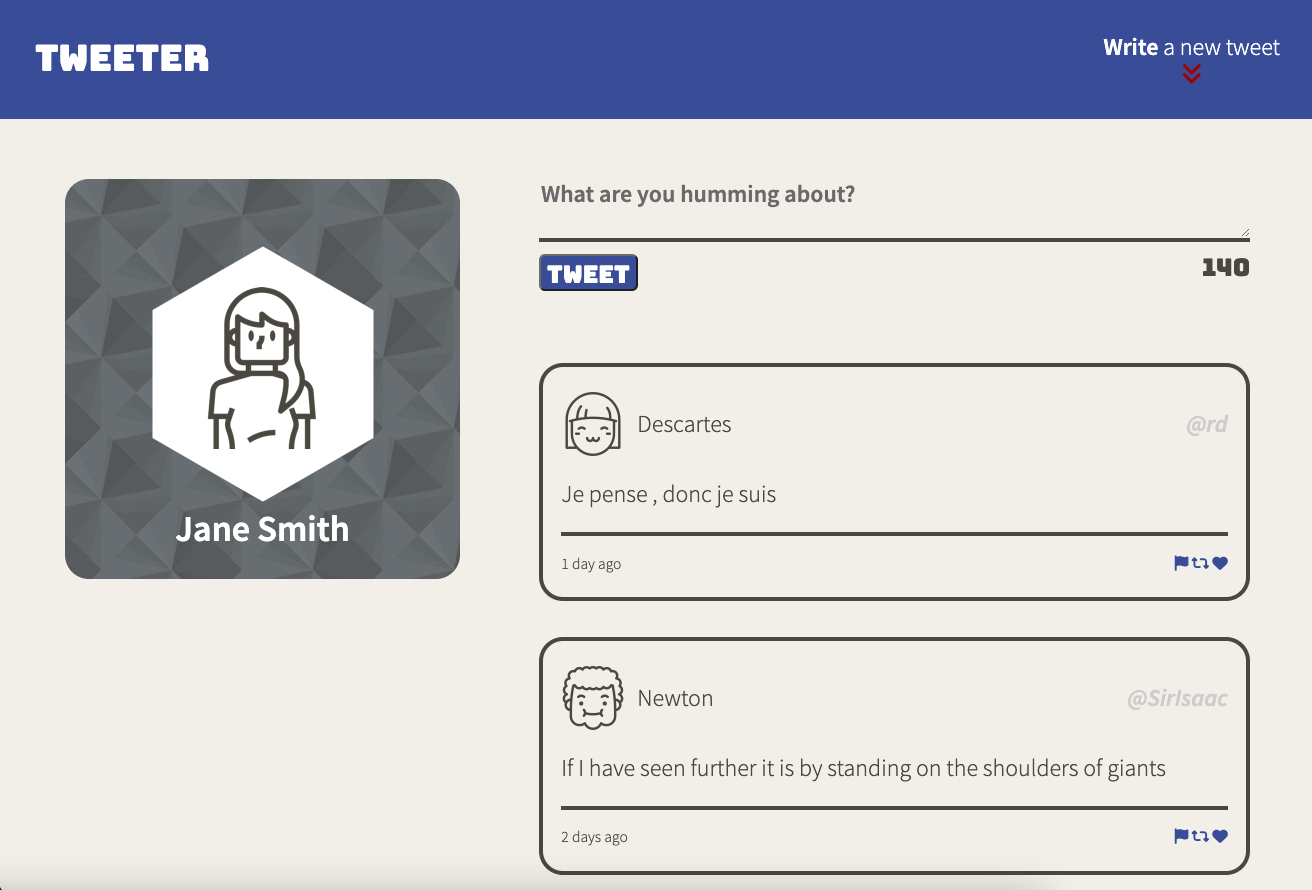 TWEETER
Write a new tweet
What are you humming about?
TWEET
140
Jane Smith
Descartes
@rd
Je pense , donc je suis
1 day ago
Newton
@SirIsaac
If I have seen further it is by standing on the shoulders of giants
2 days ago